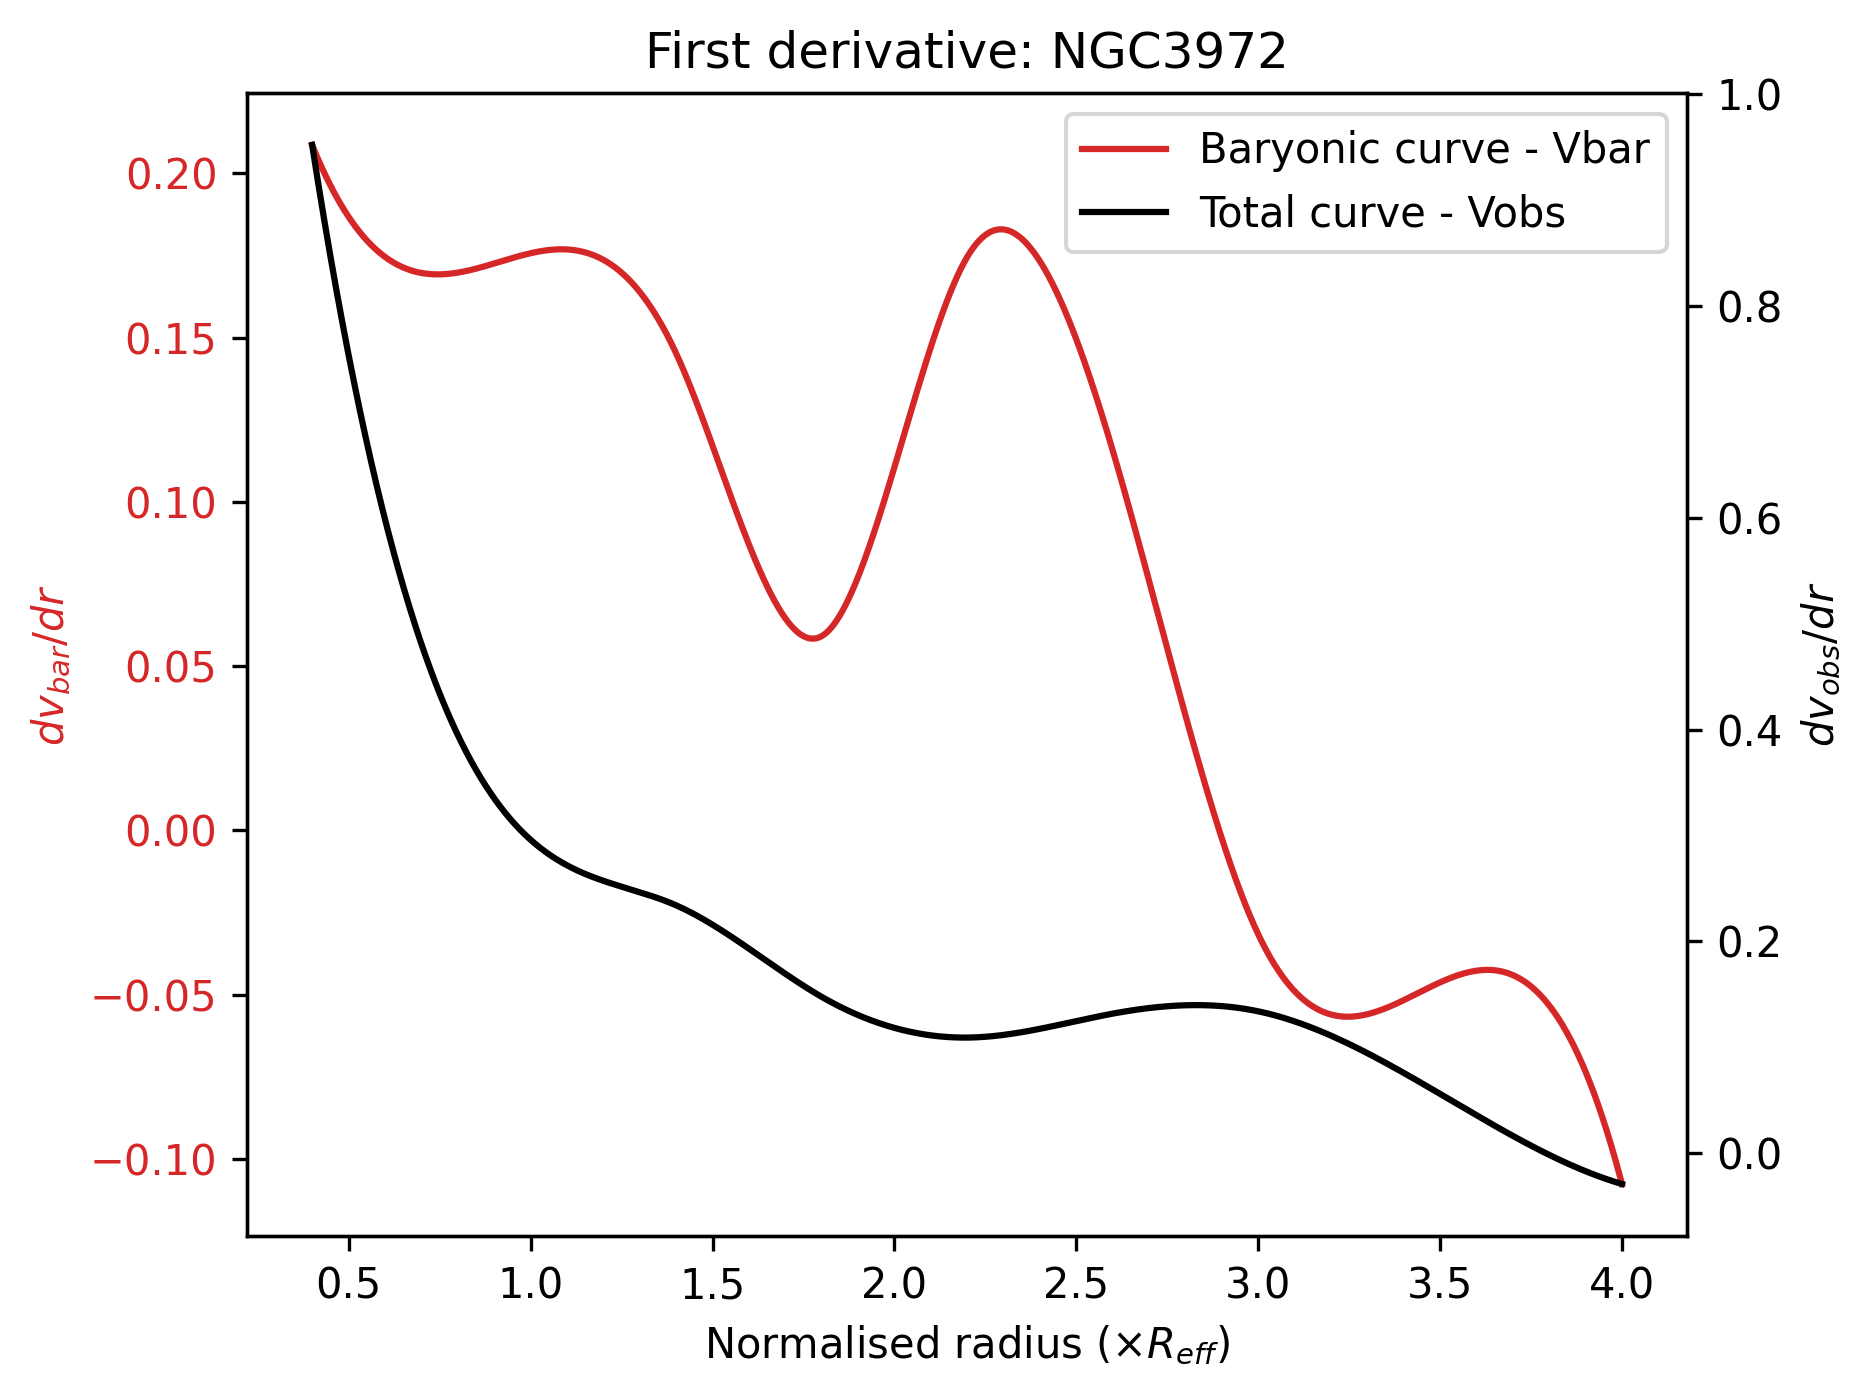 First derivative: NGC3972
Baryonic curve - Vbar
Total curve - Vobs
0.20
0.15
0.10
0.05
0.00
−0.05
−0.10
dv_bar/dr
1.0
0.8
0.6
0.4
0.2
0.0
dv_obs/dr
0.5 1.0 1.5 2.0 2.5 3.0 3.5 4.0
Normalised radius (×R_eff)